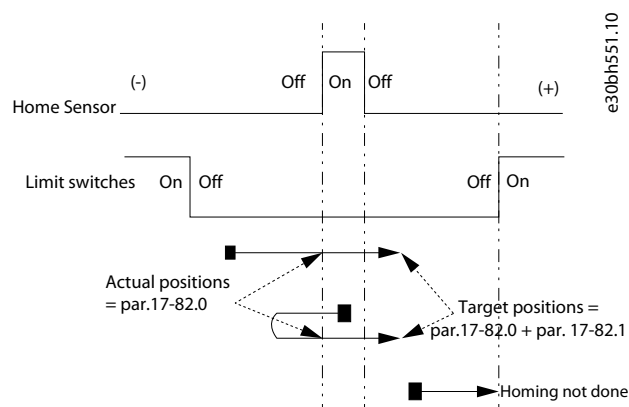 e30bh551.10
(-)
Off
On
Off
(+)
Home Sensor
Limit switches
On
Off
Off
On
Actual positions
= par.17-82.0
Target positions =
par.17-82.0 + par. 17-82.1
Homing not done